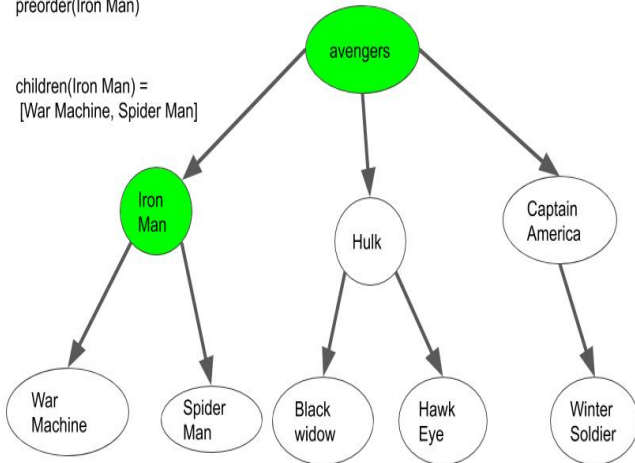 preorder(Iron Man)
children(Iron Man) =
[War Machine, Spider Man]
avengers
Iron
Man
Hulk
Captain
America
War
Machine
Spider
Man
Black
widow
Hawk
Eye
Winter
Soldier